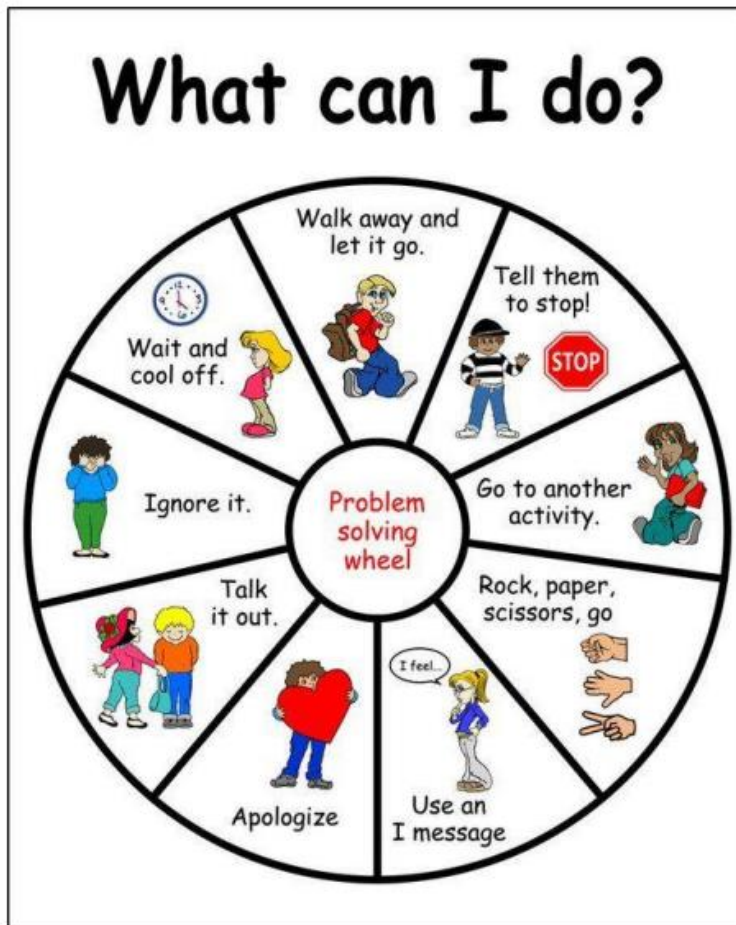 What can I do?
Walk away and
let it go.
Tell them
to stop!
STOP
Go to another
activity.
Rock, paper,
scissors, go
I feel...
Use an
I message
Apologize
Talk
it out.
Ignore it.
Wait and
cool off.
Problem
solving
wheel